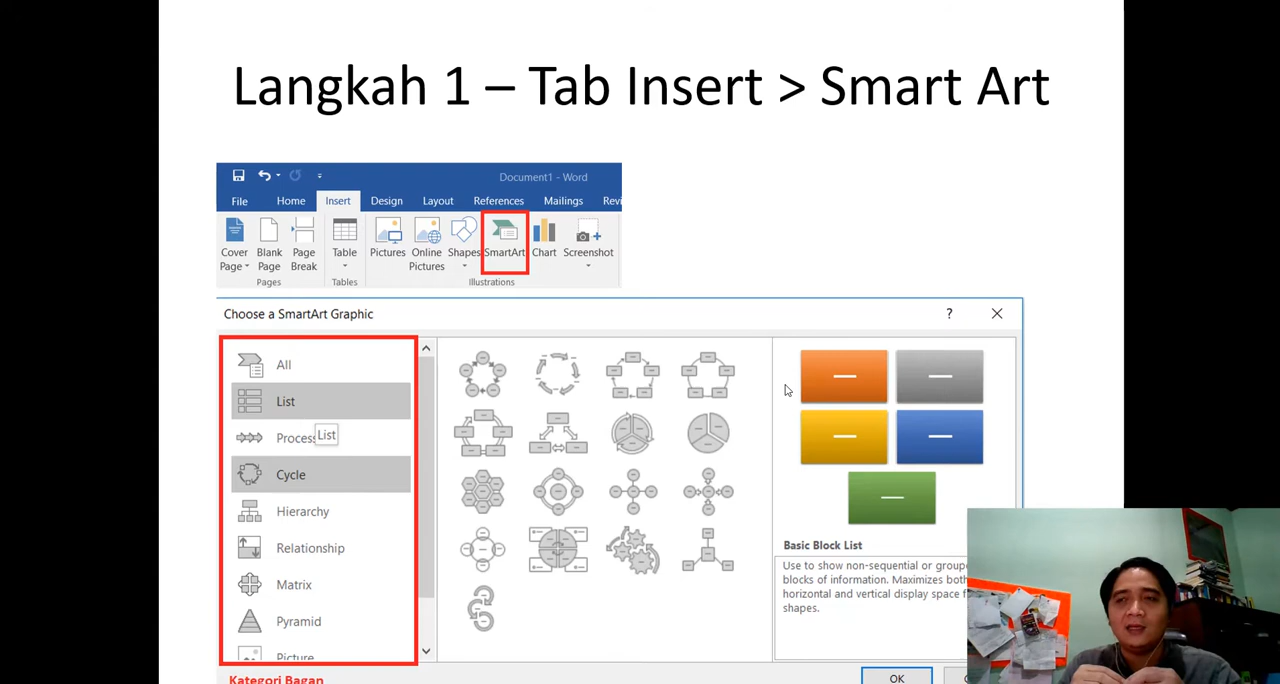 Langkah 1 – Tab Insert > Smart Art
Document1 - Word
File Home Insert Design Layout References Mailings
Cover Page Blank Page Page Break Table Pictures Online Pictures Shapes SmartArt Chart Screenshot
Pages Tables Illustrations
Choose a SmartArt Graphic ?
All
List
Process List
Cycle
Hierarchy
Relationship
Matrix
Pyramid
Picture
Kategori Bagan
Basic Block List
Use to show non-sequential or groupe
blocks of information. Maximizes both
horizontal and vertical display space f
shapes.
OK